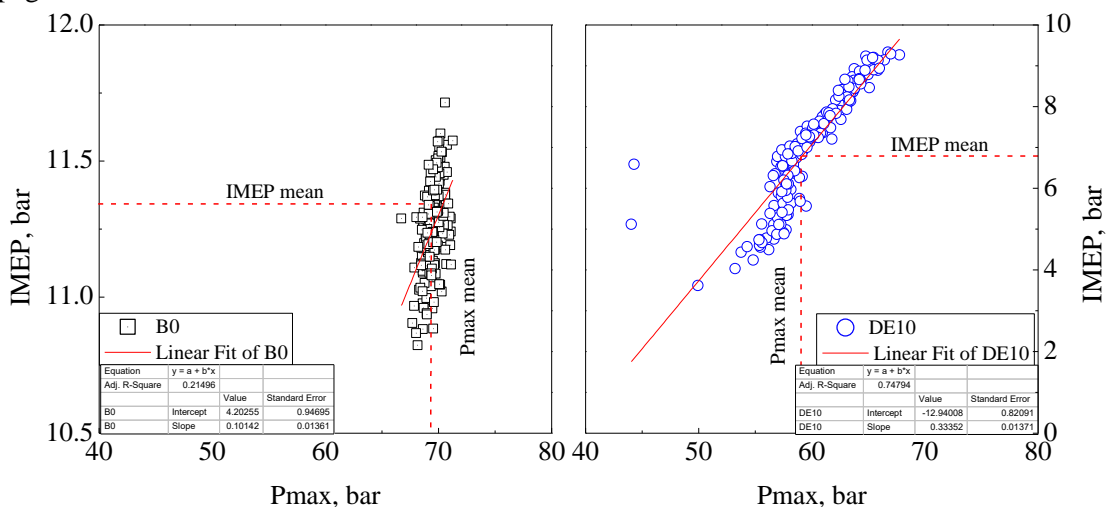 12.0
11.5
11.0
10.5
IMEP, bar
IMEP mean
Pmax mean
B0
Linear Fit of B0
Equation y = a + b*x
Adj. R-Square 0.21496
Value Standard Error
B0 Intercept 4.20255 0.94695
B0 Slope 0.10142 0.01361
40 50 60 70 80
Pmax, bar
10
8
6
4
2
0
IMEP, bar
IMEP mean
Pmax mean
DE10
Linear Fit of DE10
Equation y = a + b*x
Adj. R-Square 0.74794
Value Standard Error
DE10 Intercept -12.94008 0.82091
DE10 Slope 0.33352 0.01371
40 50 60 70 80
Pmax, bar